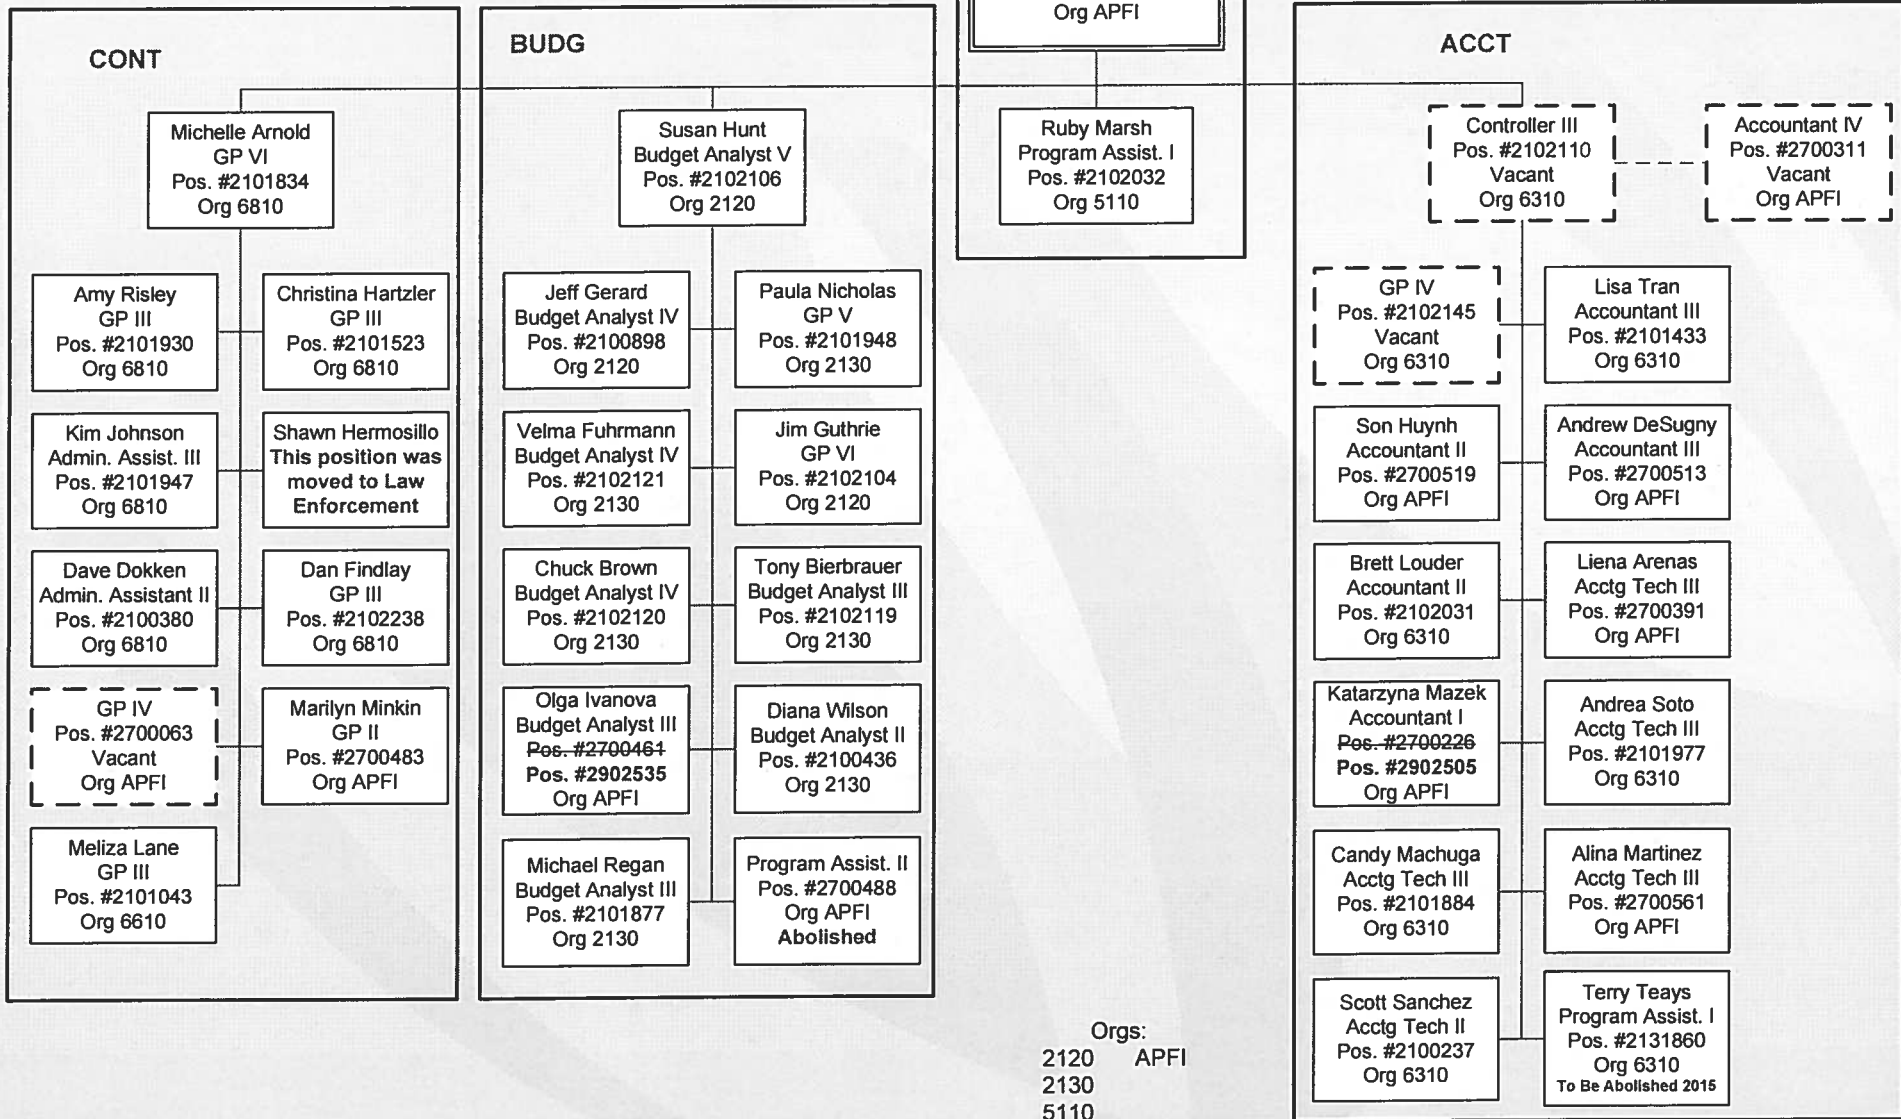 Org APFI
CONT
Michelle Arnold
GP VI
Pos. #2101834
Org 6810
Amy Risley
GP III
Pos. #2101930
Org 6810
Christina Hartzler
GP III
Pos. #2101523
Org 6810
Kim Johnson
Admin. Assist. III
Pos. #2101947
Org 6810
Shawn Hermosillo
This position was
moved to Law
Enforcement
Dave Dokken
Admin. Assistant II
Pos. #2100380
Org 6810
Dan Findlay
GP III
Pos. #2102238
Org 6810
GP IV
Pos. #2700063
Vacant
Org APFI
Marilyn Minkin
GP II
Pos. #2700483
Org APFI
Meliza Lane
GP III
Pos. #2101043
Org 6610
BUDG
Susan Hunt
Budget Analyst V
Pos. #2102106
Org 2120
Jeff Gerard
Budget Analyst IV
Pos. #2100898
Org 2120
Paula Nicholas
GP V
Pos. #2101948
Org 2130
Velma Fuhrmann
Budget Analyst IV
Pos. #2102121
Org 2130
Jim Guthrie
GP VI
Pos. #2102104
Org 2120
Chuck Brown
Budget Analyst IV
Pos. #2102120
Org 2130
Tony Bierbrauer
Budget Analyst III
Pos. #2102119
Org 2130
Olga Ivanova
Budget Analyst III
Pos. #2700461
Pos. #2902535
Org APFI
Diana Wilson
Budget Analyst II
Pos. #2100436
Org 2130
Michael Regan
Budget Analyst III
Pos. #2101877
Org 2130
Program Assist. II
Pos. #2700488
Org APFI
Abolished
Ruby Marsh
Program Assist. I
Pos. #2102032
Org 5110
ACCT
Controller III
Pos. #2102110
Vacant
Org 6310
Accountant IV
Pos. #2700311
Vacant
Org APFI
GP IV
Pos. #2102145
Vacant
Org 6310
Lisa Tran
Accountant III
Pos. #2101433
Org 6310
Son Huynh
Accountant II
Pos. #2700519
Org APFI
Andrew DeSugny
Accountant III
Pos. #2700513
Org APFI
Brett Louder
Accountant II
Pos. #2102031
Org 6310
Liena Arenas
Acctg Tech III
Pos. #2700391
Org APFI
Katarzyna Mazek
Accountant I
Pos. #2700226
Pos. #2902505
Org APFI
Andrea Soto
Acctg Tech III
Pos. #2101977
Org 6310
Candy Machuga
Acctg Tech III
Pos. #2101884
Org 6310
Alina Martinez
Acctg Tech III
Pos. #2700561
Org APFI
Scott Sanchez
Acctg Tech II
Pos. #2100237
Org 6310
Terry Teays
Program Assist. I
Pos. #2131860
Org 6310
To Be Abolished 2015
Orgs:
2120 APFI
2130
5110